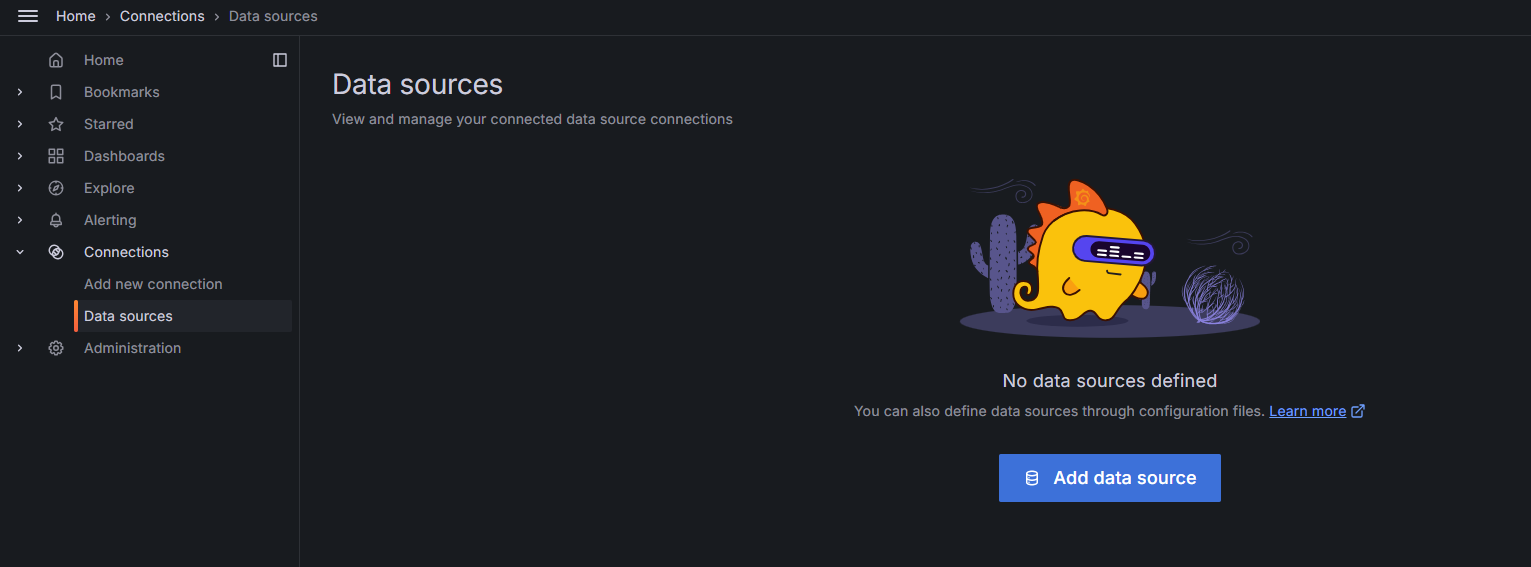 Home › Connections › Data sources
Home
Bookmarks
Starred
Dashboards
Explore
Alerting
Connections
Add new connection
Data sources
Administration
Data sources
View and manage your connected data source connections
No data sources defined
You can also define data sources through configuration files. Learn more
Add data source